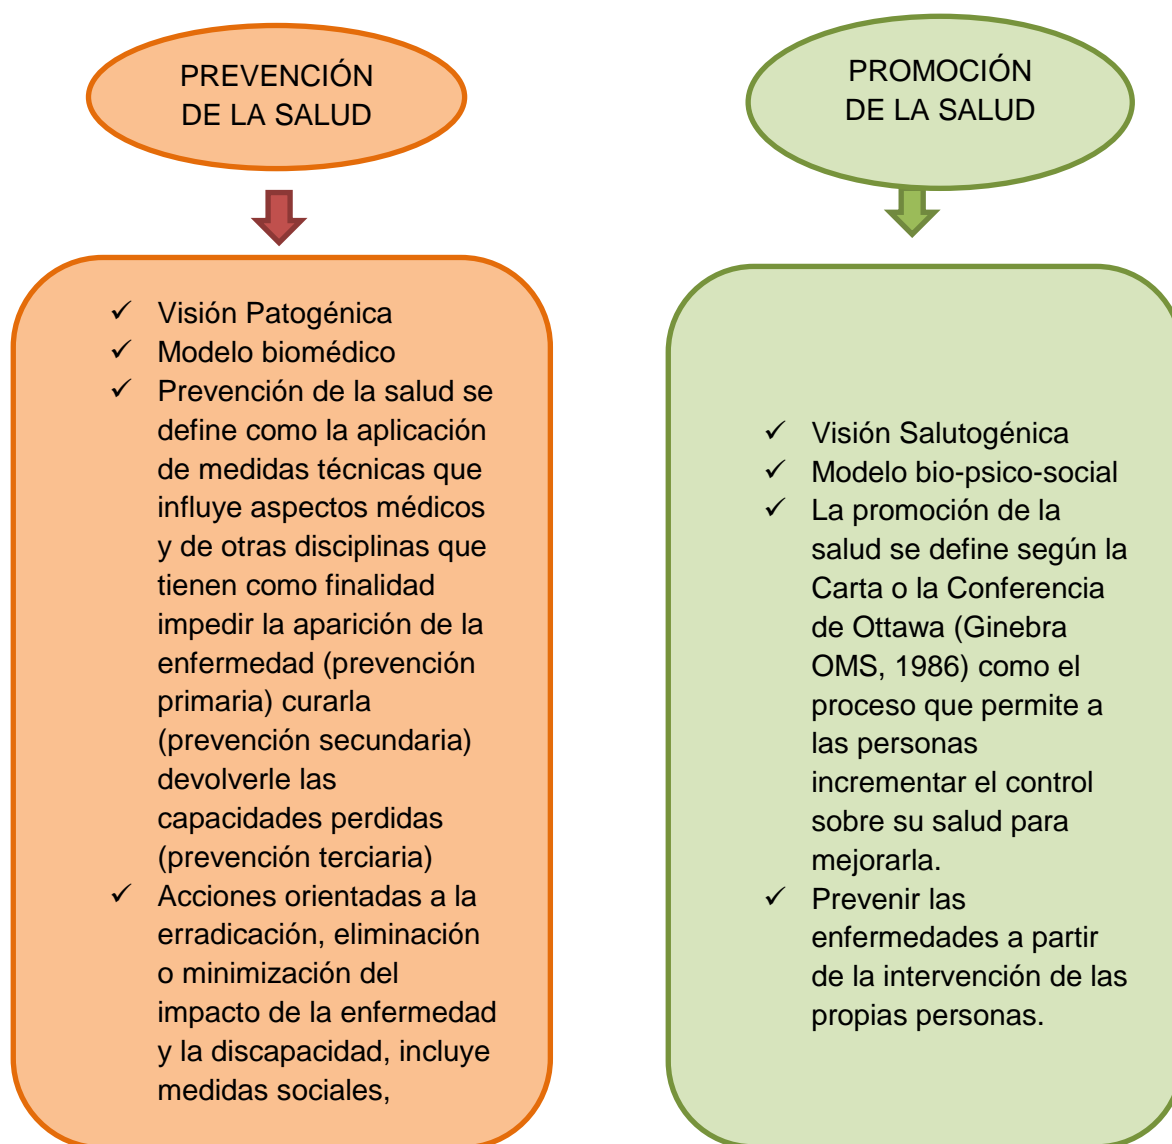 PREVENCIÓN
DE LA SALUD
✓ Visión Patogénica
✓ Modelo biomédico
✓ Prevención de la salud se
define como la aplicación
de medidas técnicas que
influye aspectos médicos
y de otras disciplinas que
tienen como finalidad
impedir la aparición de la
enfermedad (prevención
primaria) curarla
(prevención secundaria)
devolverle las
capacidades perdidas
(prevención terciaria)
✓ Acciones orientadas a la
erradicación, eliminación
o minimización del
impacto de la enfermedad
y la discapacidad, incluye
medidas sociales,
PROMOCIÓN
DE LA SALUD
✓ Visión Salutogénica
✓ Modelo bio-psico-social
✓ La promoción de la
salud se define según la
Carta o la Conferencia
de Ottawa (Ginebra
OMS, 1986) como el
proceso que permite a
las personas
incrementar el control
sobre su salud para
mejorarla.
✓ Prevenir las
enfermedades a partir
de la intervención de las
propias personas.